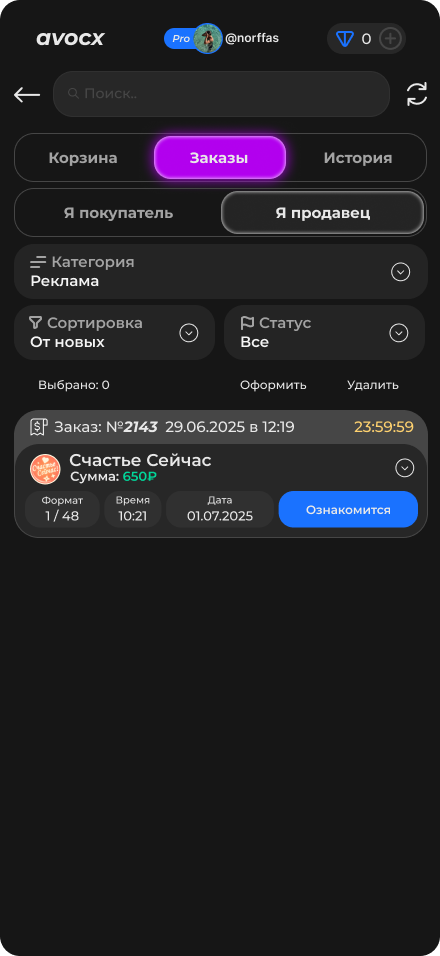 avocx
Pro @norffas 0
Поиск..
Корзина Заказы История
Я покупатель Я продавец
Категория
Реклама
Сортировка
От новых
Статус
Все
Выбрано: 0 Оформить Удалить
Заказ: №2143 29.06.2025 в 12:19 23:59:59
Счастье Сейчас
Сумма: 650₽
Формат
1 / 48
Время
10:21
Дата
01.07.2025
Ознакомится